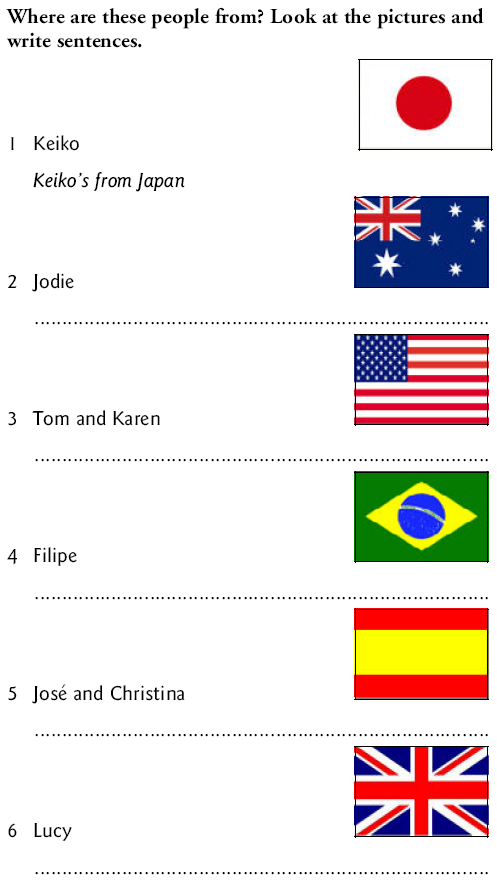 Where are these people from? Look at the pictures and
write sentences.
1 Keiko
Keiko's from Japan
2 Jodie
................................................................................
3 Tom and Karen
................................................................................
4 Filipe
................................................................................
5 José and Christina
................................................................................
6 Lucy
................................................................................